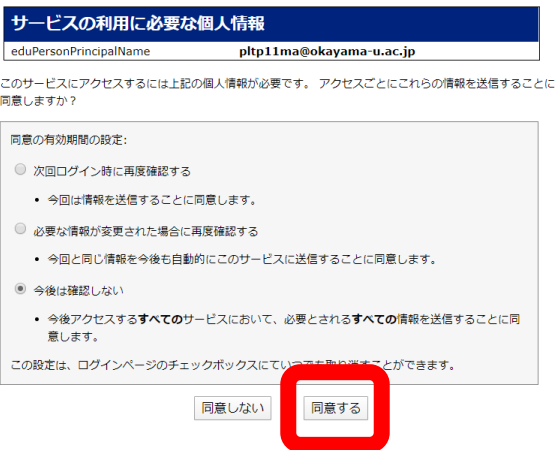 サービスの利用に必要な個人情報
eduPersonPrincipalName pltp11ma@okayama-u.ac.jp
このサービスにアクセスするには上記の個人情報が必要です。 アクセスごとにこれらの情報を送信することに
同意しますか？
同意の有効期間の設定:
次回ログイン時に再度確認する
• 今回は情報を送信することに同意します。
必要な情報が変更された場合に再度確認する
• 今回と同じ情報を今後も自動的にこのサービスに送信することに同意します。
今後は確認しない
• 今後アクセスするすべてのサービスにおいて、必要とされるすべての情報を送信することに同
意します。
この設定は、ログインページのチェックボックスにていつでも取り消すことができます。
同意しない 同意する